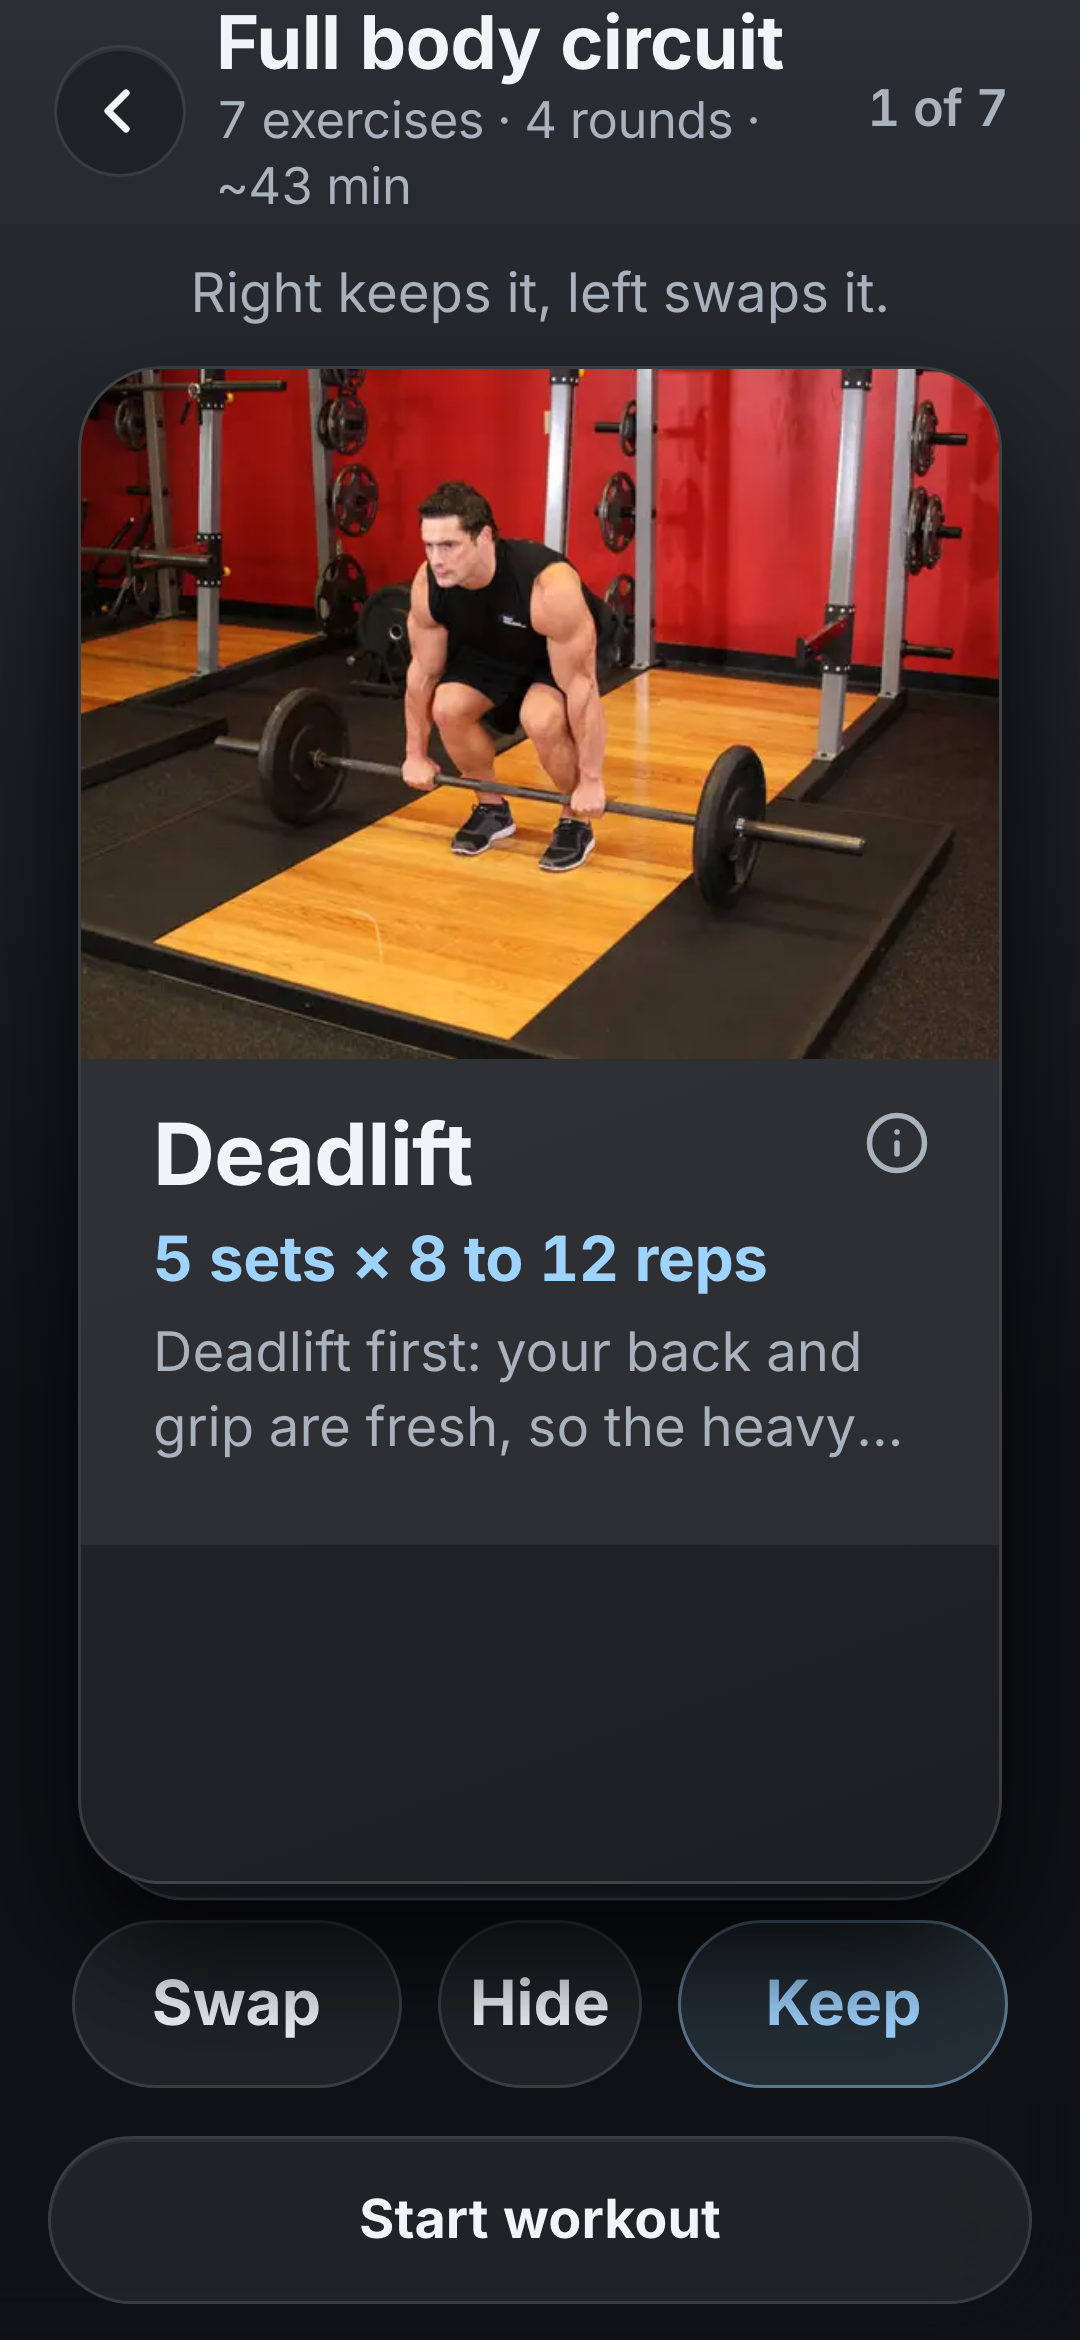 Full body circuit
7 exercises · 4 rounds ·
~43 min
1 of 7
Right keeps it, left swaps it.
Deadlift
5 sets × 8 to 12 reps
Deadlift first: your back and
grip are fresh, so the heavy...
Swap
Hide
Keep
Start workout